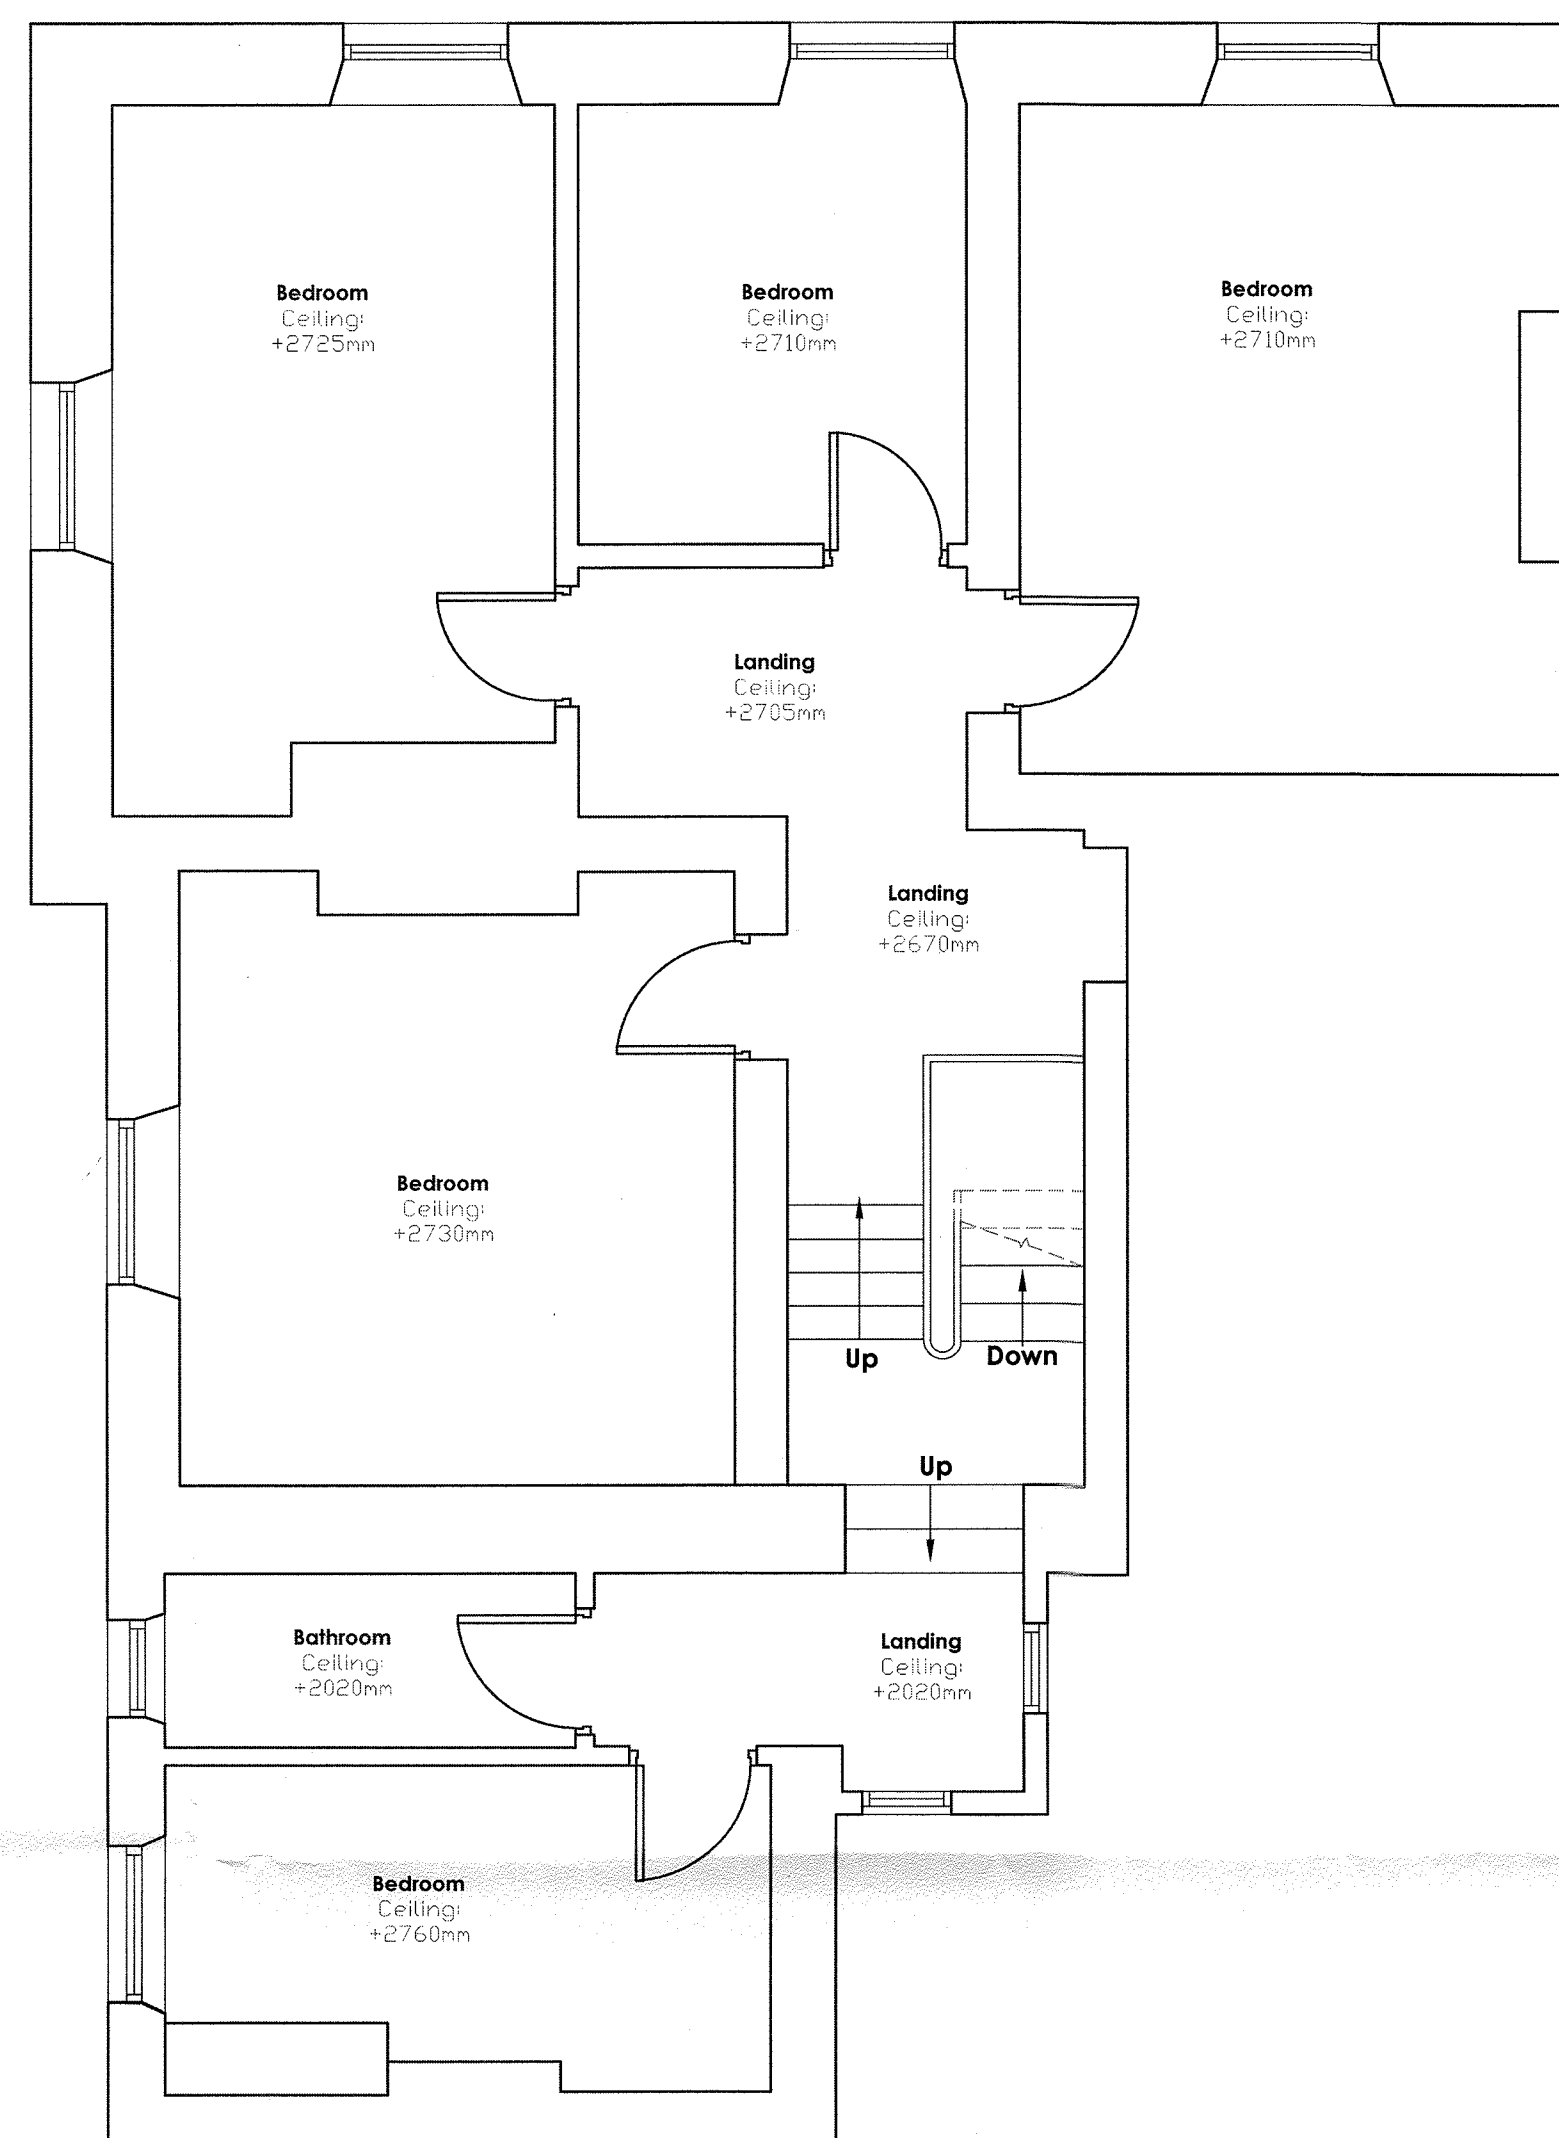 Bedroom
Ceiling:
+2725mm
Bedroom
Ceiling:
+2710mm
Bedroom
Ceiling:
+2710mm
Landing
Ceiling:
+2705mm
Landing
Ceiling:
+2670mm
Bedroom
Ceiling:
+2730mm
Up
Down
Up
Bathroom
Ceiling:
+2020mm
Landing
Ceiling:
+2020mm
Bedroom
Ceiling:
+2760mm